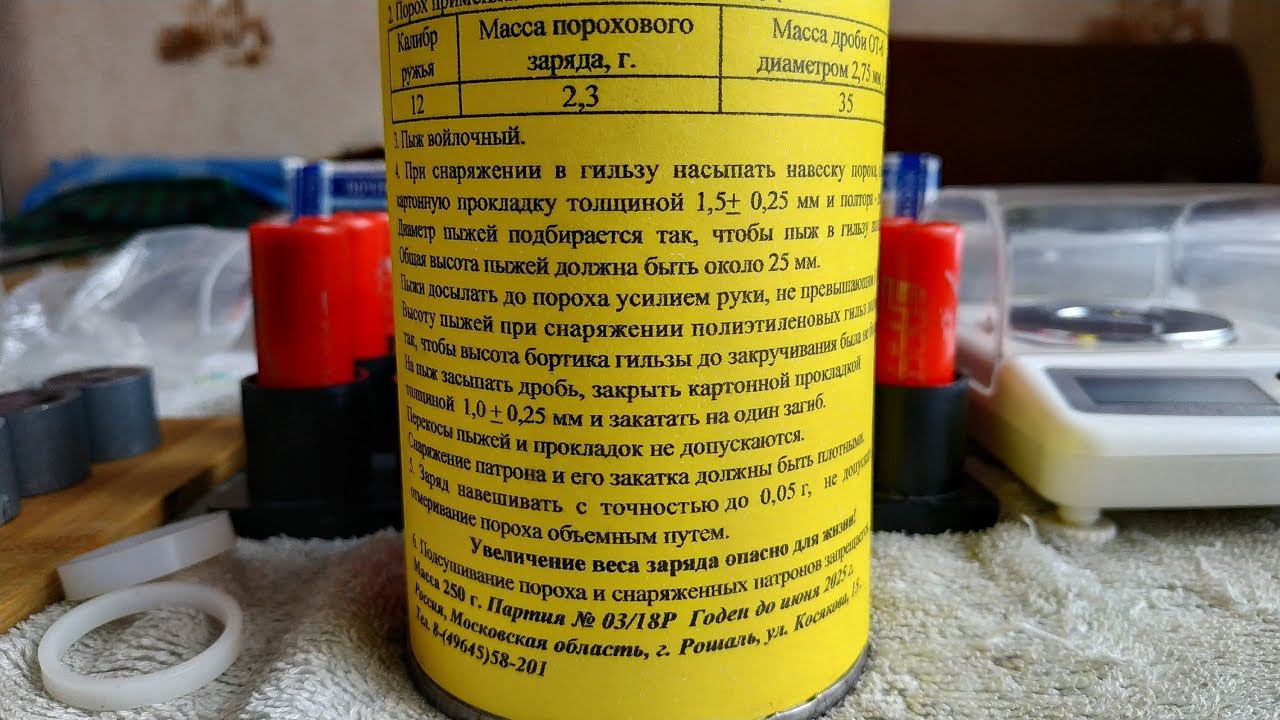 2. Порох
Калибр ружья
Масса порохового заряда, г.
Масса дроби
диаметром 2,75 мм,
12
2,3
35
3. Пыж войлочный.
4. При снаряжении в гильзу насыпать навеску пороха,
картонную прокладку толщиной 1,5± 0,25 мм и полтора -
Диаметр пыжей подбирается так, чтобы пыж в гильзу
Общая высота пыжей должна быть около 25 мм.
Пыжи досылать до пороха усилием руки, не превышающим
Высоту пыжей при снаряжении полиэтиленовых гильз
так, чтобы высота бортика гильзы до закручивания была не
На пыж засыпать дробь, закрыть картонной прокладкой
толщиной 1,0 ± 0,25 мм и закатать на один загиб.
Перекосы пыжей и прокладок не допускаются.
Снаряжение патрона и его закатка должны быть плотными.
5. Заряд навешивать с точностью до 0,05 г, не
отмеривание пороха объемным путем.
Увеличение веса заряда опасно для жизни!
6. Подсушивание пороха и снаряженных патронов запрещается.
Масса 250 г. Партия № 03/18Р Годен до июня 2025 г.
Россия, Московская область, г. Рошаль, ул. Косякова, 15.
Тел. 8-(49645)58-201